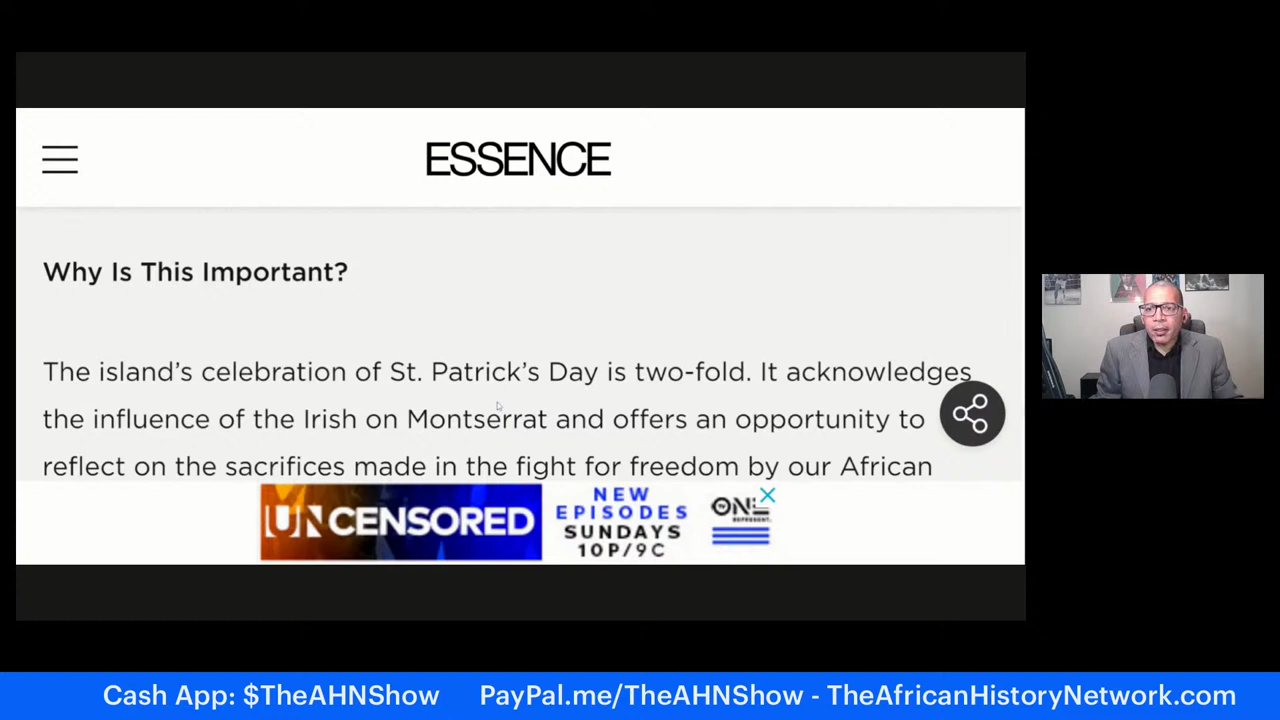 ESSENCE
Why Is This Important?
The island's celebration of St. Patrick's Day is two-fold. It acknowledges
the influence of the Irish on Montserrat and offers an opportunity to
reflect on the sacrifices made in the fight for freedom by our African
UNCENSORED
NEW
EPISODES
SUNDAYS
10P/9C
ONE
REPRESENT.
Cash App: $TheAHNShow PayPal.me/TheAHNShow - TheAfricanHistoryNetwork.com